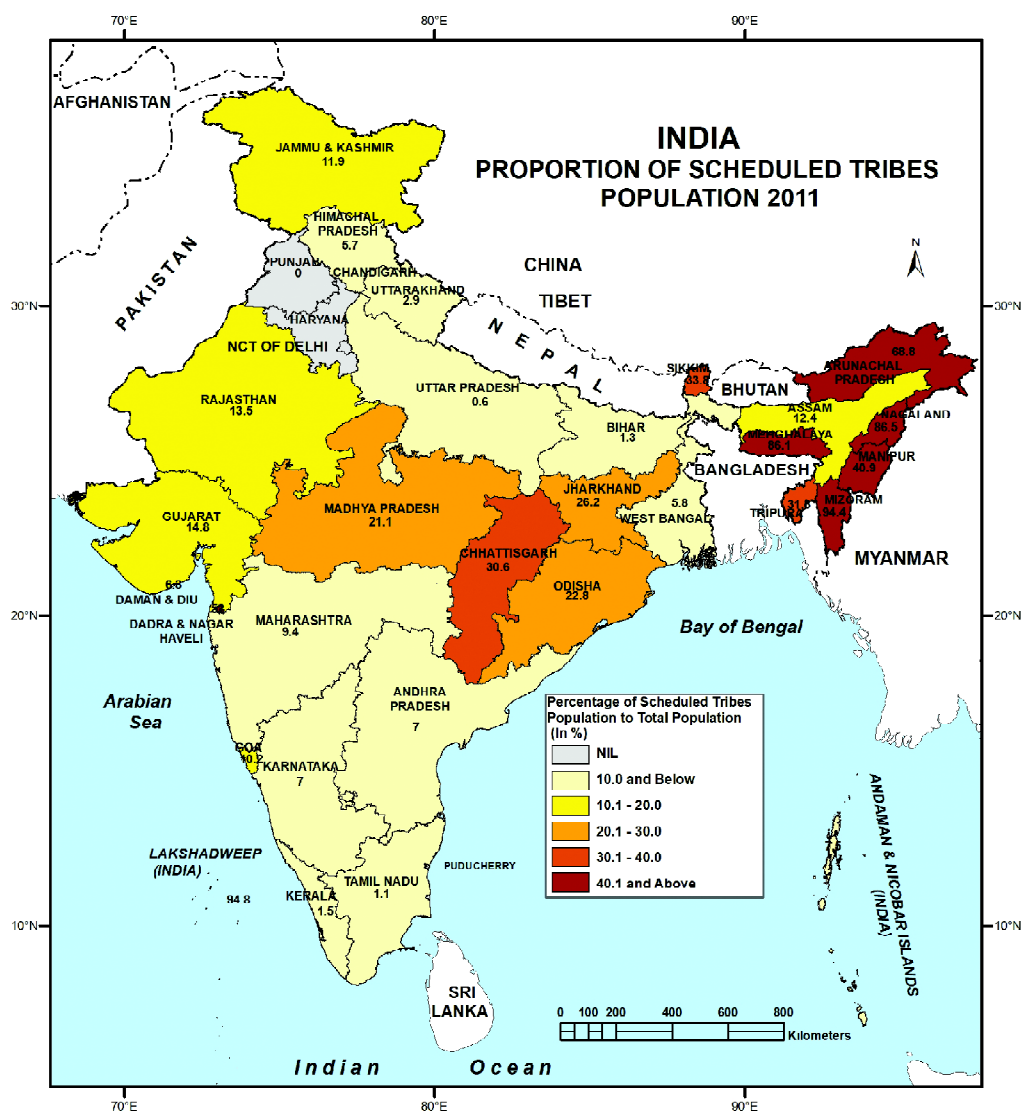 70°E
80°E
90°E
AFGHANISTAN
INDIA
PROPORTION OF SCHEDULED TRIBES
POPULATION 2011
JAMMU & KASHMIR
11.9
HIMACHAL
PRADESH
5.7
N
PAKISTAN
PUNJAB
0
CHANDIGARH
UTTARAKHAND
2.9
CHINA
TIBET
30°N
30°N
HARYANA
NCT OF DELHI
NEPAL
SIKKIM
33.8
BHUTAN
68.8
ARUNACHAL
PRADESH
RAJASTHAN
13.5
UTTAR PRADESH
0.6
BIHAR
1.3
ASSAM
12.4
NAGALAND
86.5
MEHGHALAYA
86.1
MANIPUR
40.9
BANGLADESH
GUJARAT
14.8
MADHYA PRADESH
21.1
JHARKHAND
26.2
5.8
WEST BENGAL
TRIPURA
31.8
MIZORAM
94.4
CHHATTISGARH
30.6
MYANMAR
ODISHA
22.8
DAMAN & DIU
DADRA & NAGAR
HAVELI
20°N
20°N
MAHARASHTRA
9.4
Bay of Bengal
Arabian
Sea
ANDHRA
PRADESH
7
GOA
10.2
KARNATAKA
7
Percentage of Scheduled Tribes
Population to Total Population
(In %)
NIL
10.0 and Below
10.1 - 20.0
20.1 - 30.0
30.1 - 40.0
40.1 and Above
LAKSHADWEEP
(INDIA)
94.8
PUDUCHERRY
TAMIL NADU
1.1
KERALA
1.5
ANDAMAN & NICOBAR ISLANDS
(INDIA)
10°N
10°N
SRI
LANKA
0 100 200 400 600 800
Kilometers
Indian Ocean
70°E
80°E
90°E